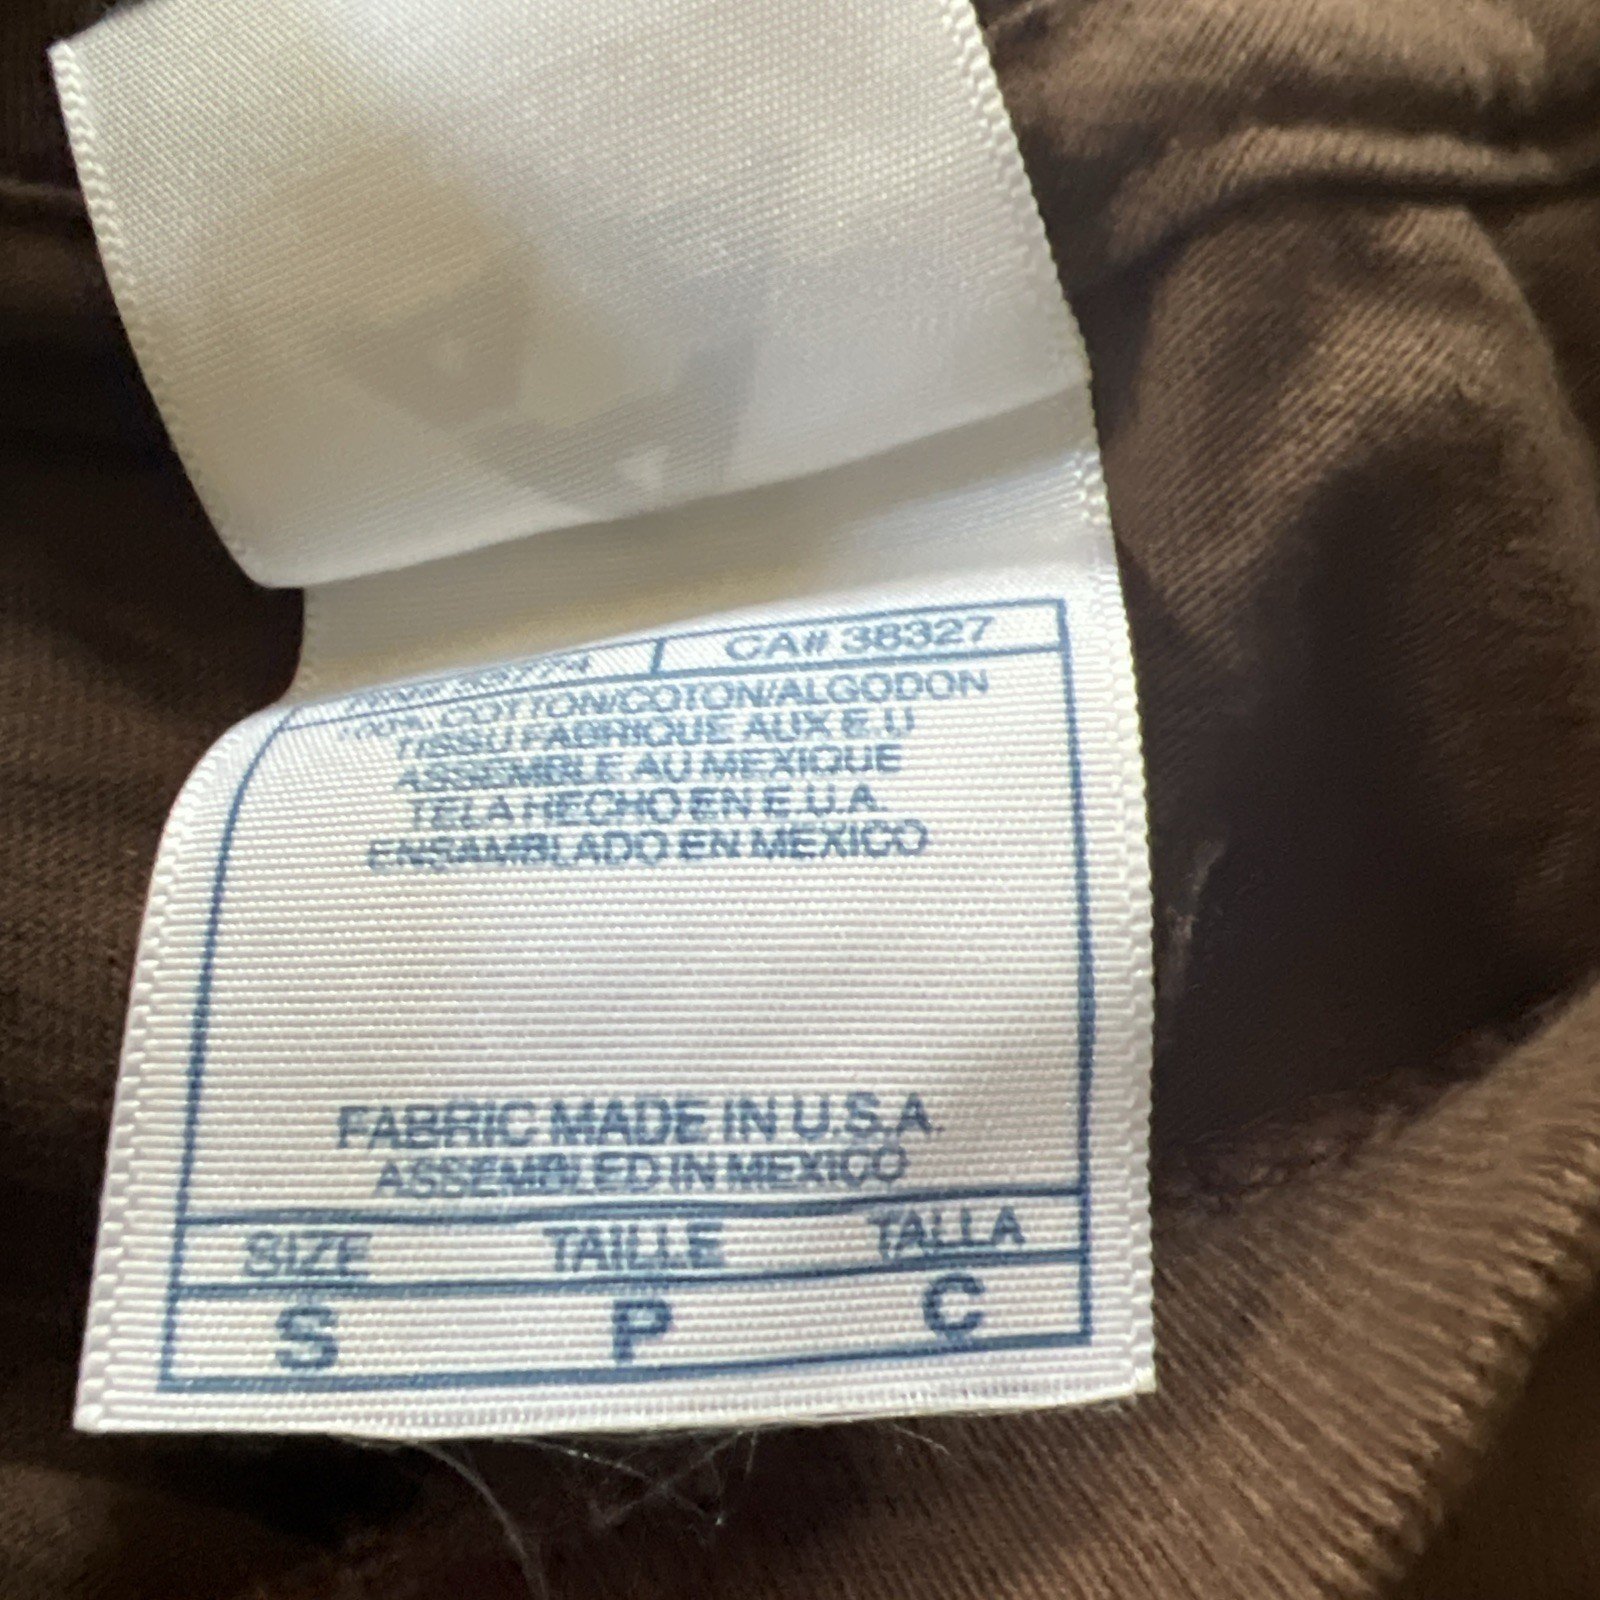 CA# 38327
100% COTTON/COTON/ALGODON
TISSU FABRIQUE AUX E.U
ASSEMBLE AU MEXIQUE
TELA HECHO EN E.U.A.
ENSAMBLADO EN MEXICO
FABRIC MADE IN U.S.A.
ASSEMBLED IN MEXICO
SIZE TAILLE TALLA
S P C